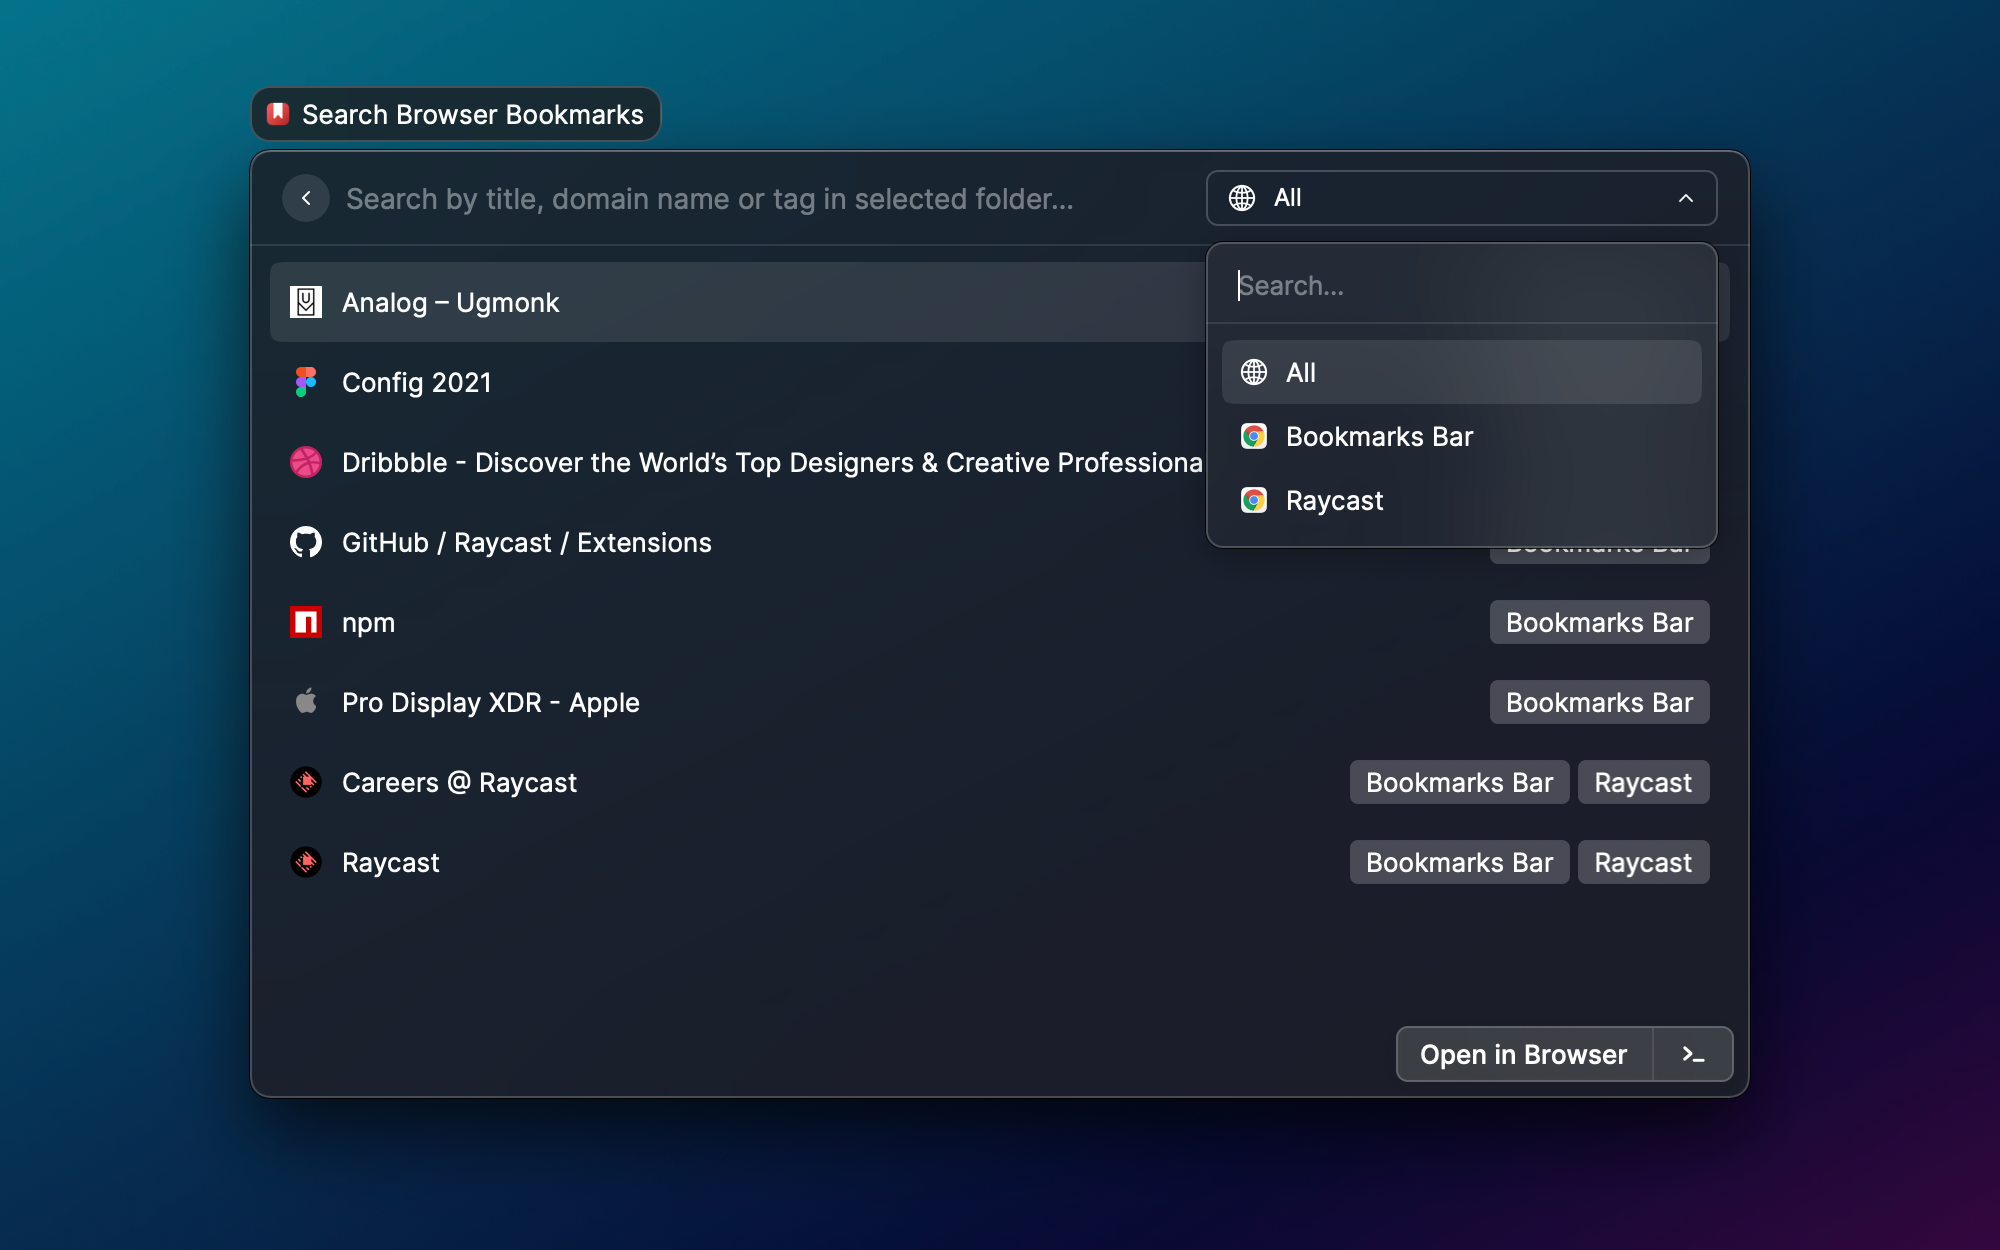 Search Browser Bookmarks
Search by title, domain name or tag in selected folder...
All
Search...
All
Bookmarks Bar
Raycast
Analog – Ugmonk
Config 2021
Dribbble - Discover the World's Top Designers & Creative Professiona
GitHub / Raycast / Extensions
Bookmarks Bar
npm
Bookmarks Bar
Pro Display XDR - Apple
Bookmarks Bar
Careers @ Raycast
Bookmarks Bar
Raycast
Raycast
Bookmarks Bar
Raycast
Open in Browser